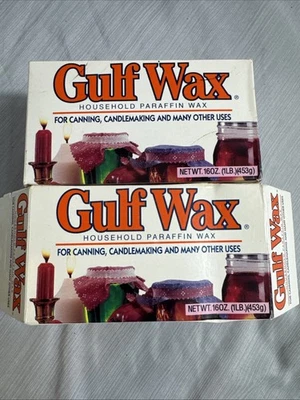 Gulf Wax®
HOUSEHOLD PARAFFIN WAX
FOR CANNING, CANDLEMAKING AND MANY OTHER USES
NET WT. 16OZ. (1LB.)(453g)
Gulf Wax®
HOUSEHOLD PARAFFIN WAX
FOR CANNING, CANDLEMAKING AND MANY OTHER USES
NET WT. 16OZ. (1LB.)(453g)
Gulf Wax
Gulf Wax